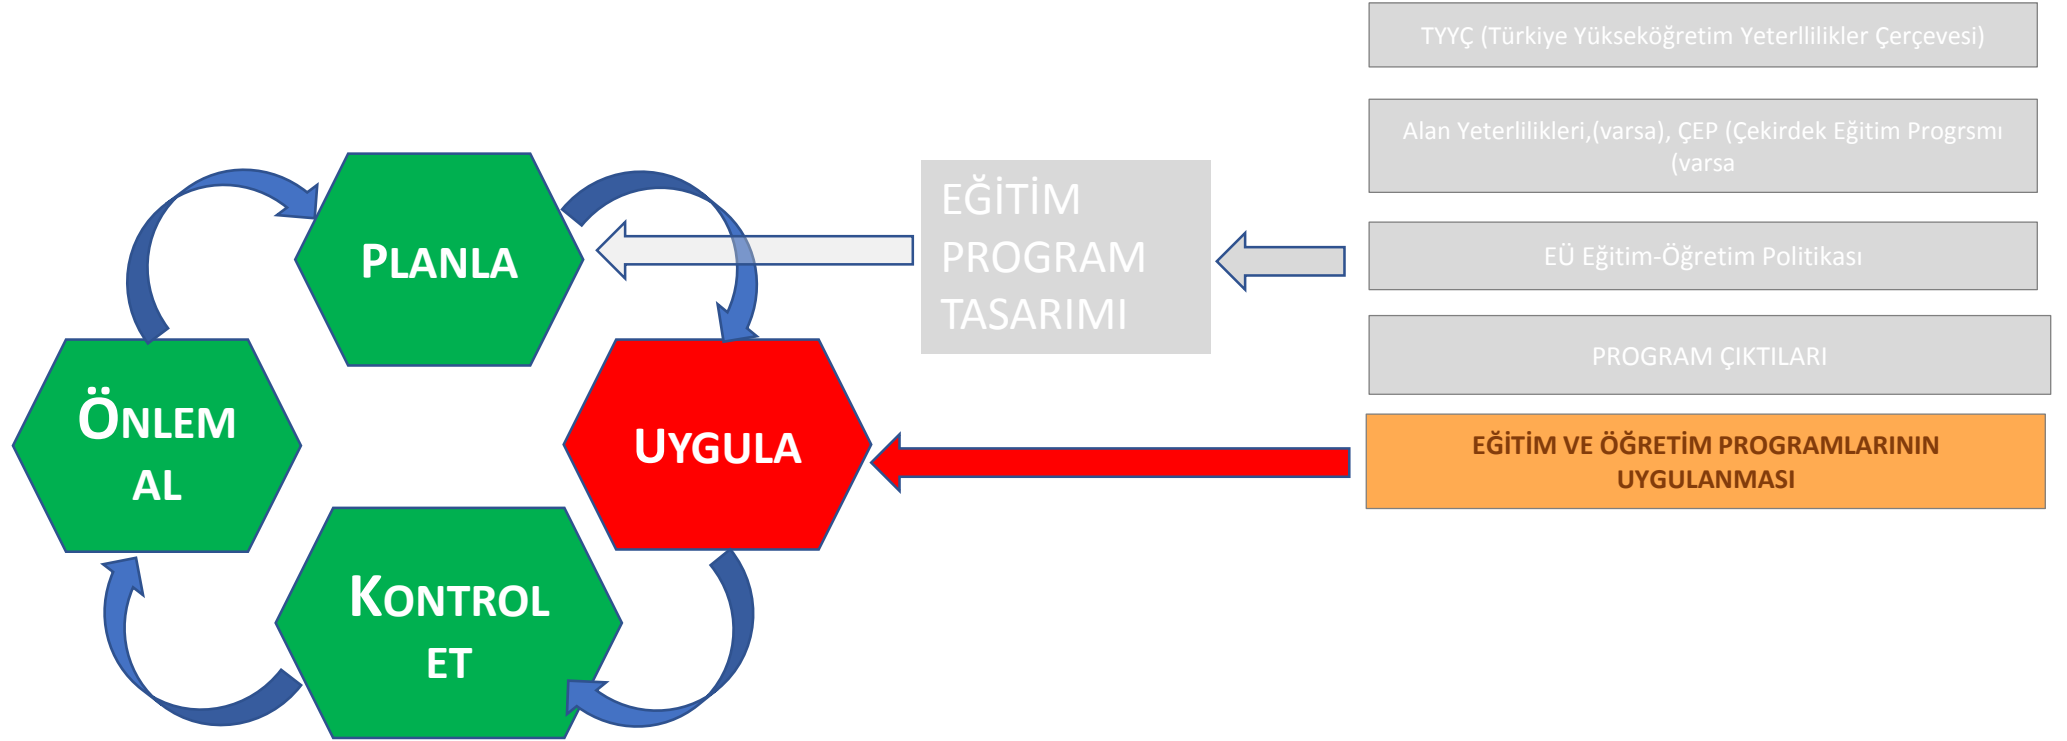 TYYÇ (Türkiye Yükseköğretim Yeterllilikler Çerçevesi)
Alan Yeterlilikleri,(varsa), ÇEP (Çekirdek Eğitim Progrsmı
(varsa
EĞİTİM
PROGRAM
TASARIMI
EÜ Eğitim-Öğretim Politikası
PROGRAM ÇIKTILARI
EĞİTİM VE ÖĞRETİM PROGRAMLARININ
UYGULANMASI
PLANLA
UYGULA
KONTROL
ET
ÖNLEM
AL